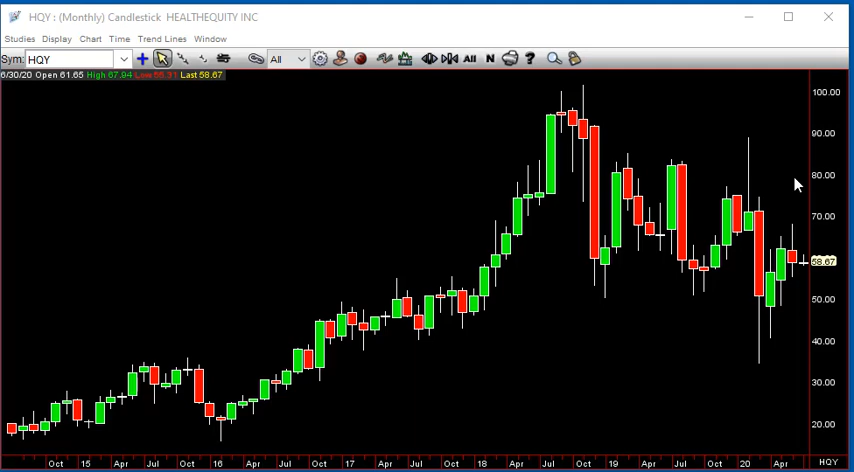 HQY : (Monthly) Candlestick HEALTHEQUITY INC
Studies Display Chart Time Trend Lines Window
Sym: HQY All All N ?
6/30/20 Open 61.65 High 67.94 Low 55.31 Last 58.67
100.00
90.00
80.00
70.00
58.67
50.00
40.00
30.00
20.00
Oct 15 Apr Jul Oct 16 Apr Jul Oct 17 Apr Jul Oct 18 Apr Jul Oct 19 Apr Jul Oct 20 Apr HQY